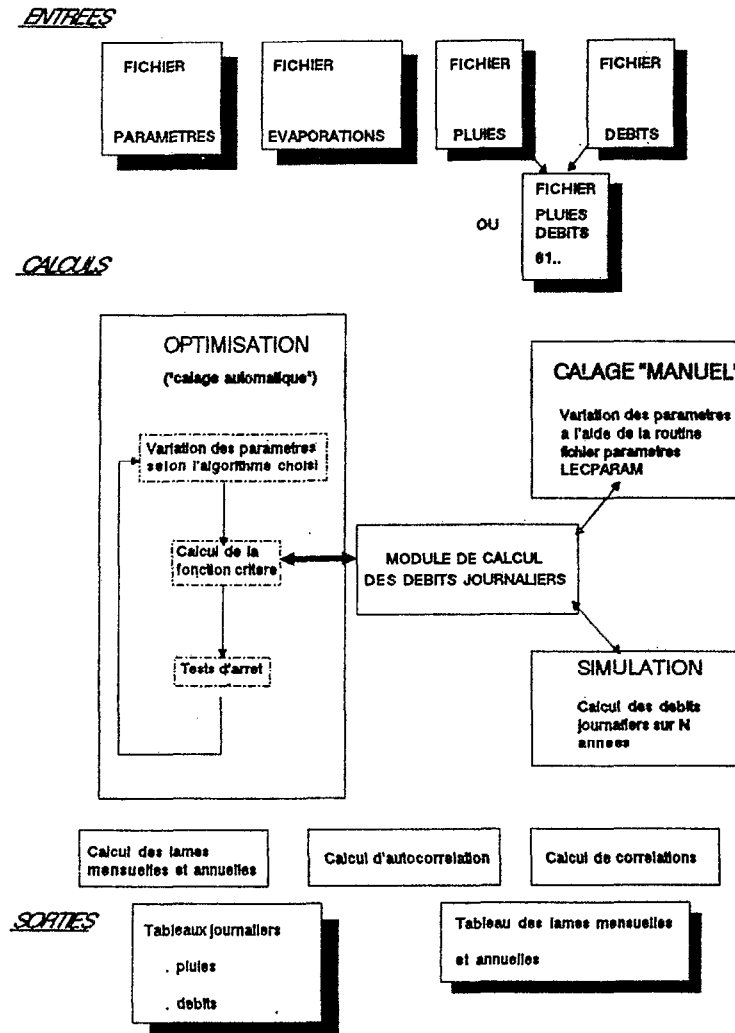 ENTREES
FICHIER
PARAMETRES
FICHIER
EVAPORATIONS
FICHIER
PLUIES
FICHIER
DEBITS
OU
FICHIER
PLUIES
DEBITS
61..
CALCULS
OPTIMISATION
("calage automatique")
Variation des parametres
selon l'algorithme choisi
Calcul de la
fonction critere
Tests d'arret
MODULE DE CALCUL
DES DEBITS JOURNALIERS
CALAGE "MANUEL"
Variation des parametres
a l'aide de la routine
fichier parametres
LECPARAM
SIMULATION
Calcul des debits
journaliers sur N
annees
Calcul des lames
mensuelles et annuelles
Calcul d'autocorrelation
Calcul de correlations
SORTIES
Tableaux journaliers
. pluies
. debits
Tableau des lames mensuelles
et annuelles